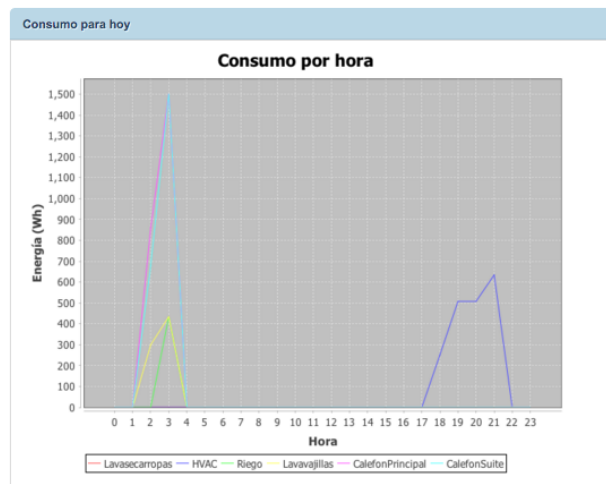 Consumo para hoy
Consumo por hora
1,500
1,400
1,300
1,200
1,100
1,000
900
800
700
600
500
400
300
200
100
0
Energía (Wh)
0 1 2 3 4 5 6 7 8 9 10 11 12 13 14 15 16 17 18 19 20 21 22 23
Hora
Lavasecarropas HVAC Riego Lavavajillas CalefonPrincipal CalefonSuite